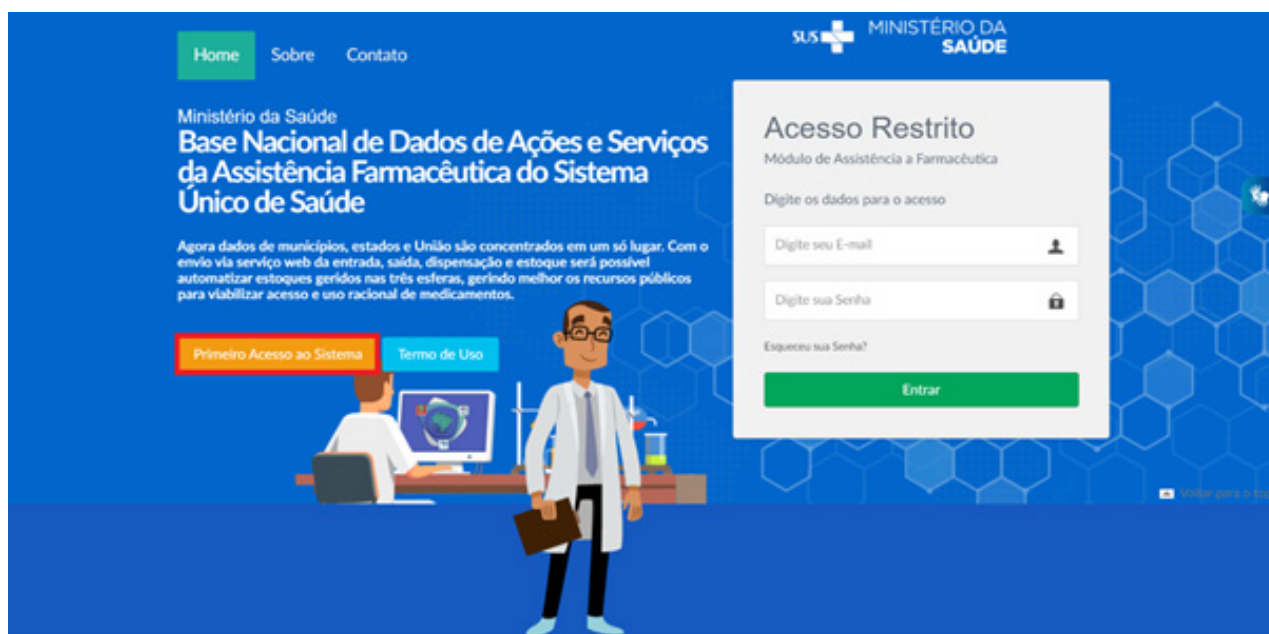 Home Sobre Contato
SUS MINISTÉRIO DA
SAÚDE
Ministério da Saúde
Base Nacional de Dados de Ações e Serviços
da Assistência Farmacêutica do Sistema
Único de Saúde
Agora dados de municípios, estados e União são concentrados em um só lugar. Com o
envio via serviço web da entrada, saída, dispensação e estoque será possível
automatizar estoques geridos nas três esferas, gerindo melhor os recursos públicos
para viabilizar acesso e uso racional de medicamentos.
Primeiro Acesso ao Sistema Termo de Uso
Acesso Restrito
Módulo de Assistência a Farmacêutica
Digite os dados para o acesso
Digite seu E-mail
Digite sua Senha
Esqueceu sua Senha?
Entrar
Voltar para o